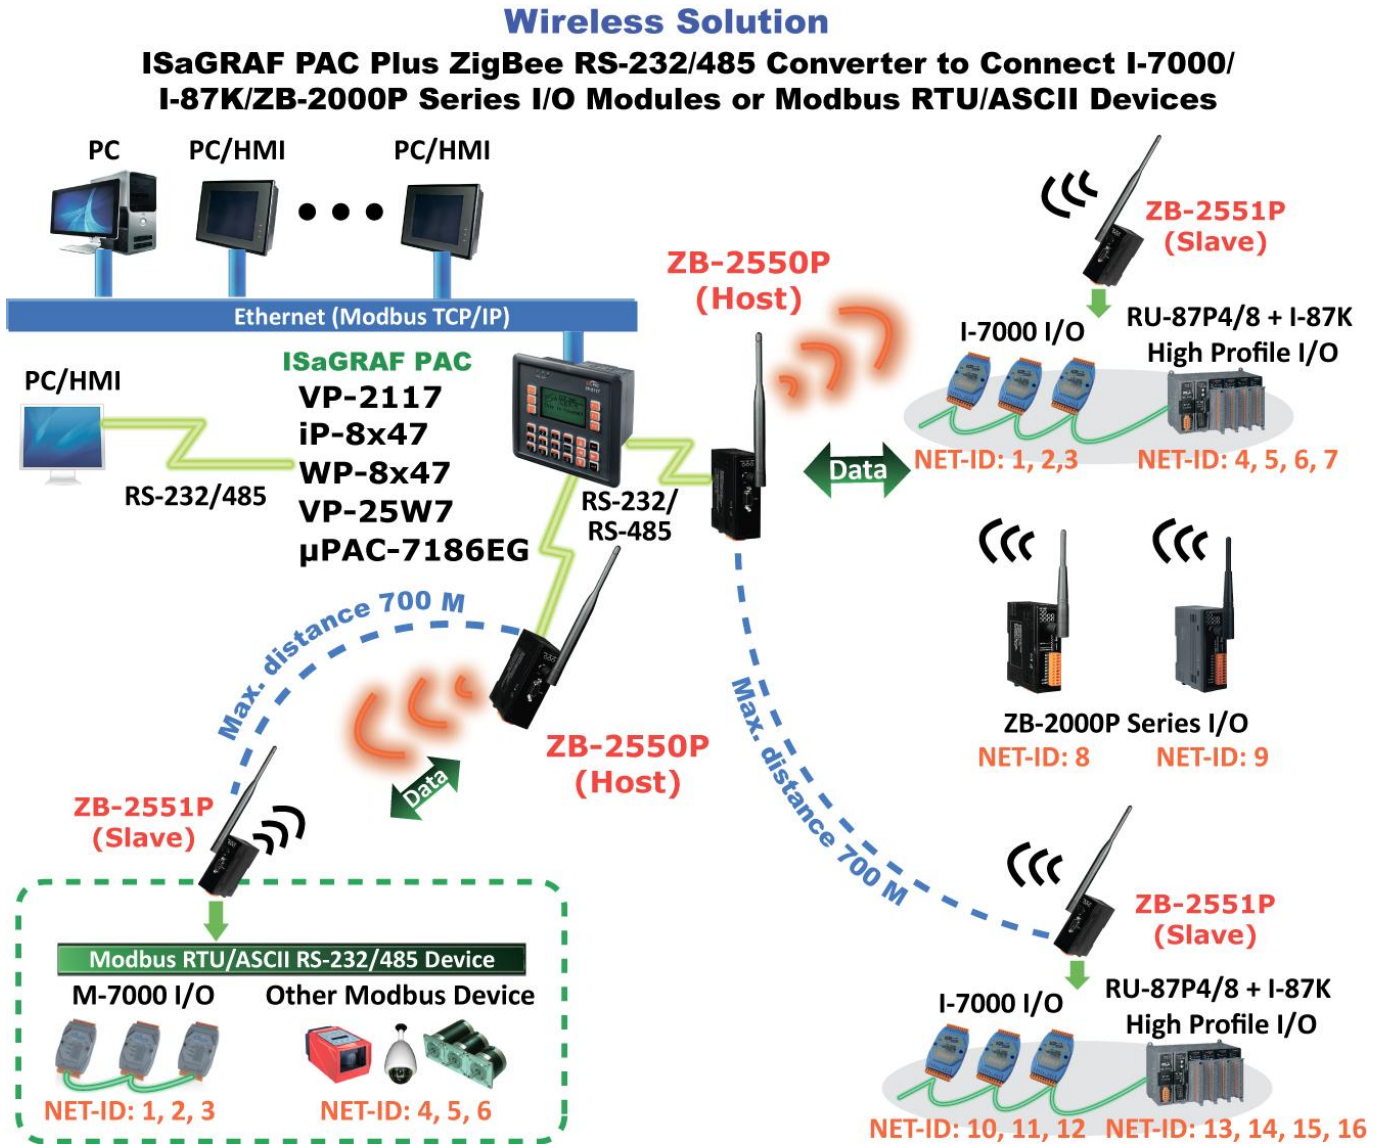 Wireless Solution
ISaGRAF PAC Plus ZigBee RS-232/485 Converter to Connect I-7000/
I-87K/ZB-2000P Series I/O Modules or Modbus RTU/ASCII Devices
PC
PC/HMI
PC/HMI
Ethernet (Modbus TCP/IP)
PC/HMI
RS-232/485
ISaGRAF PAC
VP-2117
iP-8x47
WP-8x47
VP-25W7
µPAC-7186EG
RS-232/
RS-485
ZB-2550P
(Host)
Data
ZB-2551P
(Slave)
I-7000 I/O
RU-87P4/8 + I-87K
High Profile I/O
NET-ID: 1, 2,3
NET-ID: 4, 5, 6, 7
ZB-2000P Series I/O
NET-ID: 8
NET-ID: 9
Max. distance 700 M
Max. distance 700 M
ZB-2550P
(Host)
Data
ZB-2551P
(Slave)
Modbus RTU/ASCII RS-232/485 Device
M-7000 I/O
Other Modbus Device
NET-ID: 1, 2, 3
NET-ID: 4, 5, 6
ZB-2551P
(Slave)
I-7000 I/O
RU-87P4/8 + I-87K
High Profile I/O
NET-ID: 10, 11, 12
NET-ID: 13, 14, 15, 16